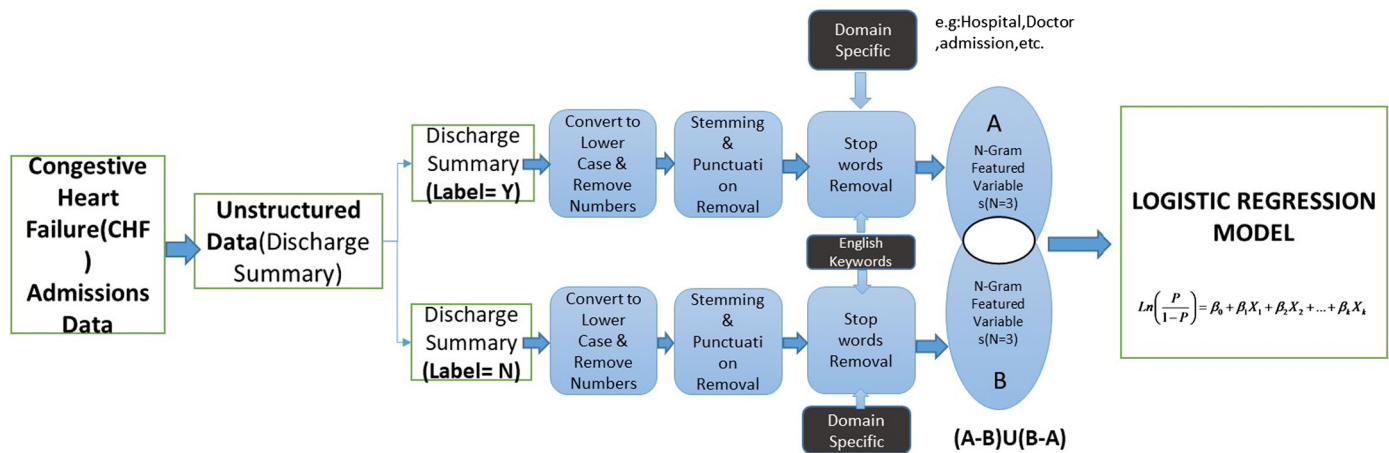 Congestive
Heart
Failure(CHF
)
Admissions
Data
Unstructured
Data(Discharge
Summary)
Discharge
Summary
(Label= Y)
Convert to
Lower
Case &
Remove
Numbers
Stemming
&
Punctuati
on
Removal
Domain
Specific
e.g:Hospital,Doctor
,admission,etc.
Stop
words
Removal
English
Keywords
A
N-Gram
Featured
Variable
s(N=3)
Discharge
Summary
(Label= N)
Convert to
Lower
Case &
Remove
Numbers
Stemming
&
Punctuati
on
Removal
Stop
words
Removal
Domain
Specific
N-Gram
Featured
Variable
s(N=3)
B
(A-B)U(B-A)
LOGISTIC REGRESSION
MODEL
Ln(P/1−P) = β₀ + β₁X₁ + β₂X₂ + ... + βₖXₖ